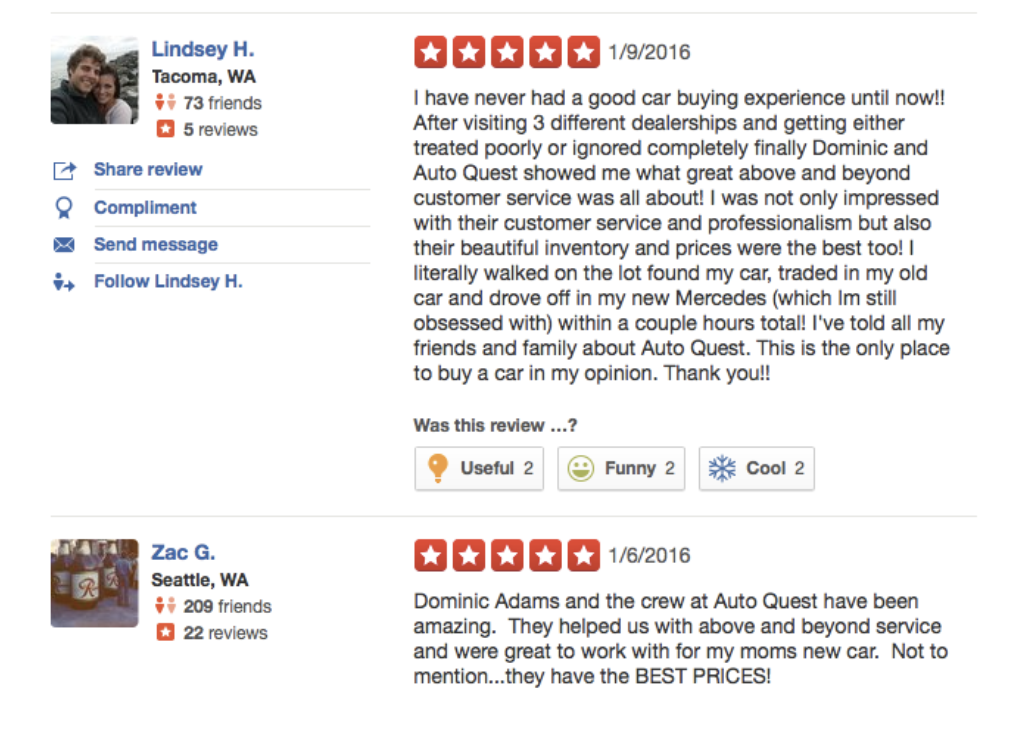 Lindsey H.
Tacoma, WA
73 friends
5 reviews
Share review
Compliment
Send message
Follow Lindsey H.
1/9/2016
I have never had a good car buying experience until now!!
After visiting 3 different dealerships and getting either
treated poorly or ignored completely finally Dominic and
Auto Quest showed me what great above and beyond
customer service was all about! I was not only impressed
with their customer service and professionalism but also
their beautiful inventory and prices were the best too! I
literally walked on the lot found my car, traded in my old
car and drove off in my new Mercedes (which Im still
obsessed with) within a couple hours total! I've told all my
friends and family about Auto Quest. This is the only place
to buy a car in my opinion. Thank you!!
Was this review ...?
Useful 2
Funny 2
Cool 2
Zac G.
Seattle, WA
209 friends
22 reviews
1/6/2016
Dominic Adams and the crew at Auto Quest have been
amazing.  They helped us with above and beyond service
and were great to work with for my moms new car.  Not to
mention...they have the BEST PRICES!
R